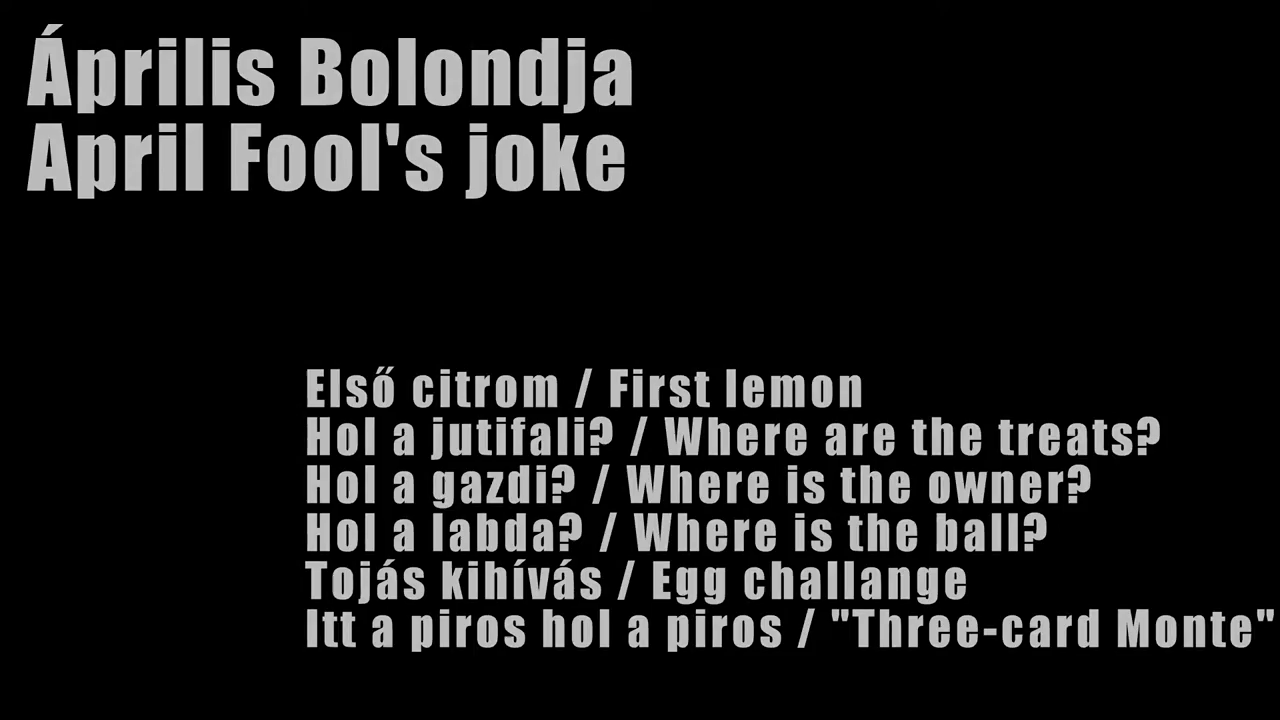 Április Bolondja
April Fool's joke
Első citrom / First lemon
Hol a jutifali? / Where are the treats?
Hol a gazdi? / Where is the owner?
Hol a labda? / Where is the ball?
Tojás kihívás / Egg challange
Itt a piros hol a piros / "Three-card Monte"